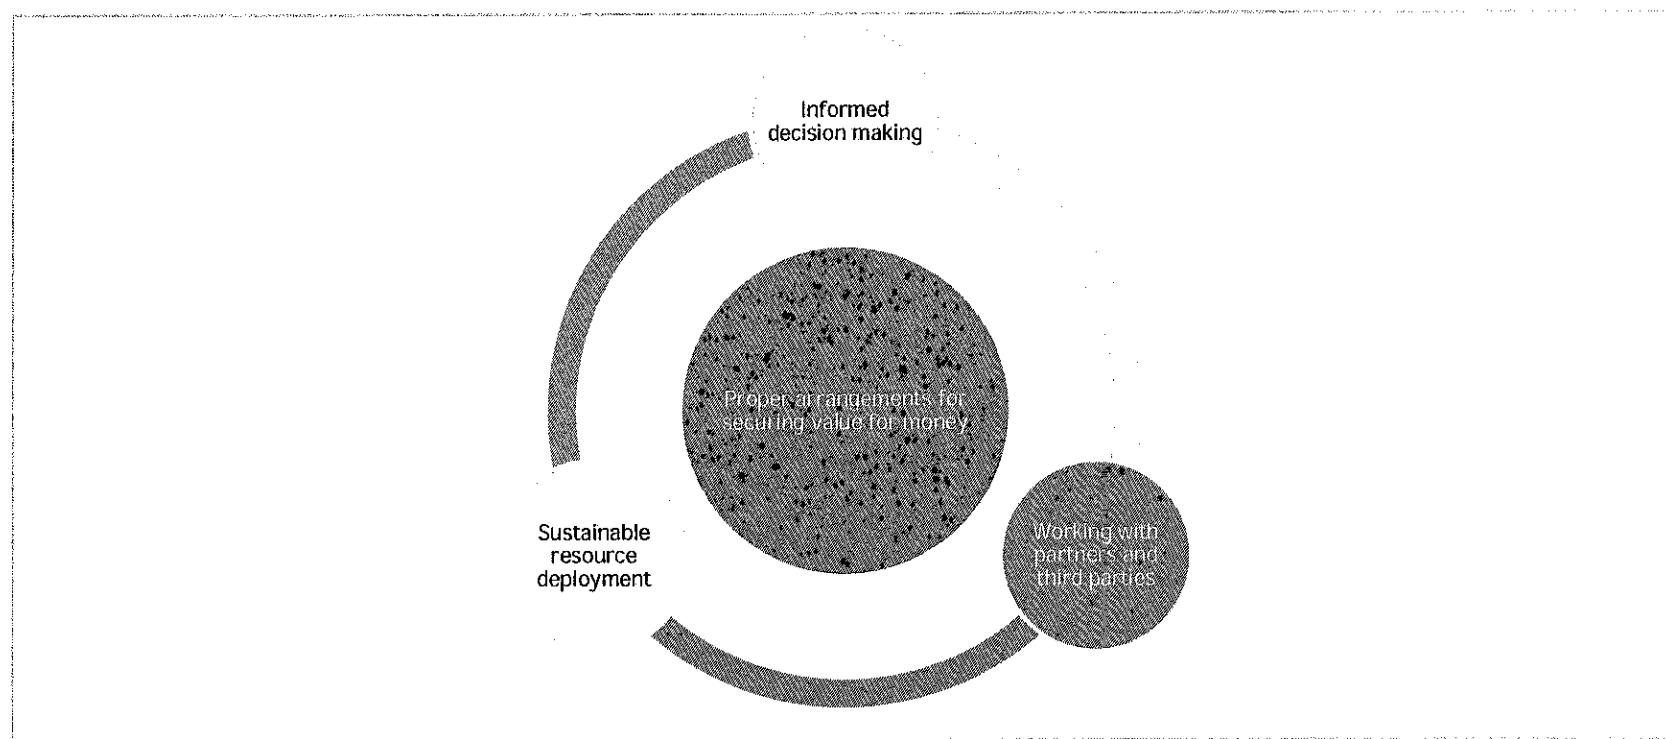 Informed
decision making
Proper arrangements for
securing value for money
Working with
partners and
third parties
Sustainable
resource
deployment